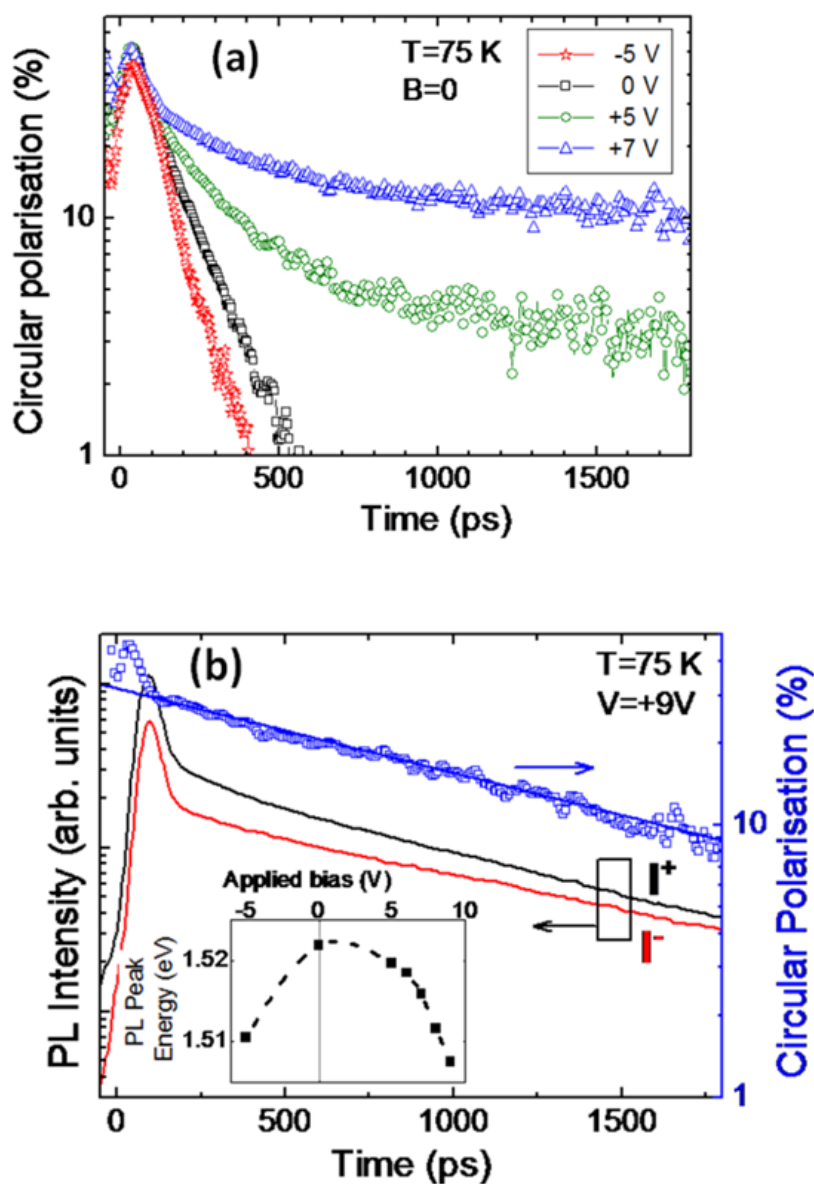 (a)
T=75 K
B=0
-5 V
0 V
+5 V
+7 V
Circular polarisation (%)
10
1
0
500
1000
1500
Time (ps)
(b)
T=75 K
V=+9V
PL Intensity (arb. units)
Circular Polarisation (%)
10
1
I+
I-
Applied bias (V)
-5
0
5
10
PL Peak
Energy (eV)
1.52
1.51
0
500
1000
1500
Time (ps)